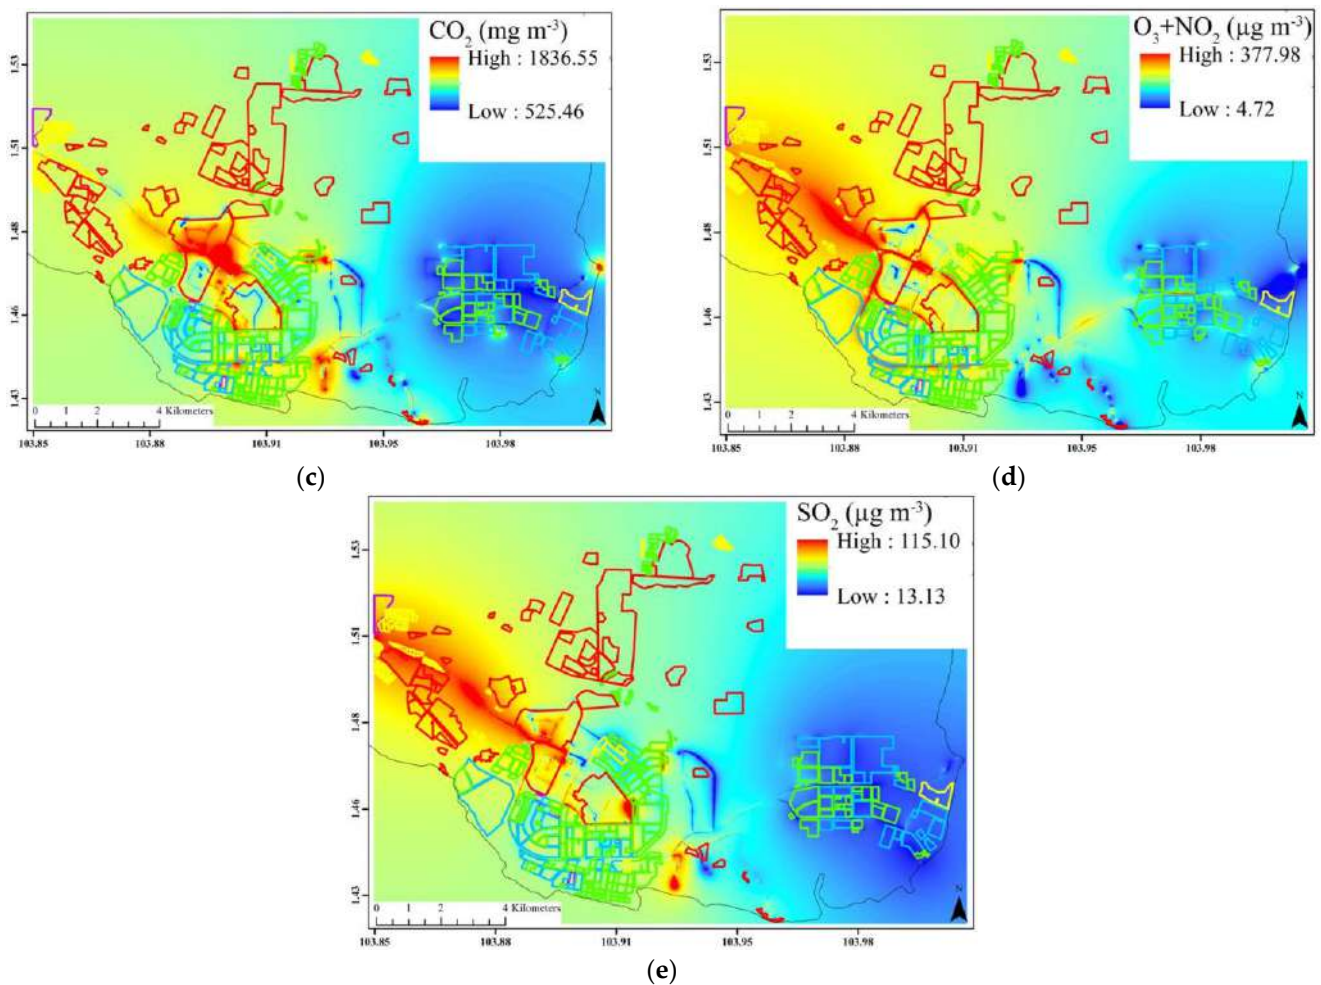 CO2 (mg m-3)
High : 1836.55
Low : 525.46
1.53
1.51
1.48
1.46
1.43
0 1 2 4 Kilometers
N
103.85 103.88 103.91 103.95 103.98
(c)
O3+NO2 (µg m-3)
High : 377.98
Low : 4.72
1.53
1.51
1.48
1.46
1.43
0 1 2 4 Kilometers
N
103.85 103.88 103.91 103.95 103.98
(d)
SO2 (µg m-3)
High : 115.10
Low : 13.13
1.53
1.51
1.48
1.46
1.43
0 1 2 4 Kilometers
N
103.85 103.88 103.91 103.95 103.98
(e)